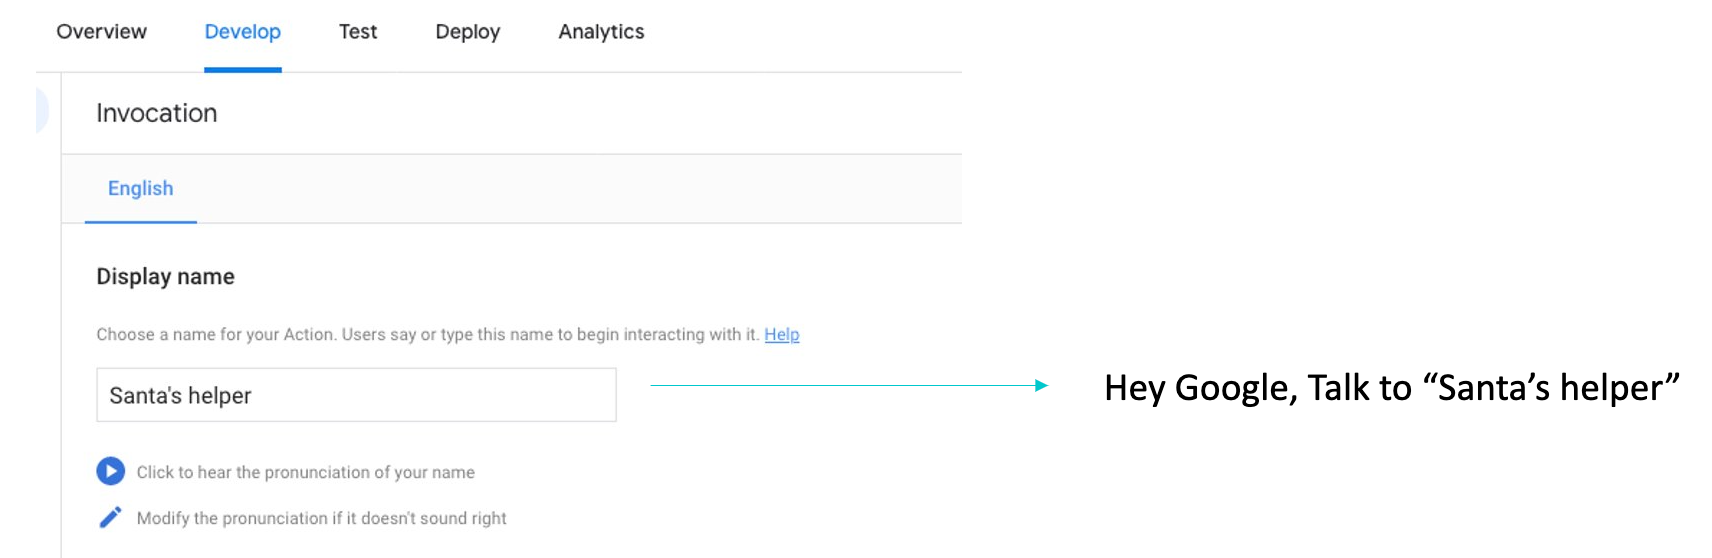 Overview Develop Test Deploy Analytics
Invocation
English
Display name
Choose a name for your Action. Users say or type this name to begin interacting with it. Help
Santa's helper
Hey Google, Talk to “Santa’s helper”
Click to hear the pronunciation of your name
Modify the pronunciation if it doesn't sound right